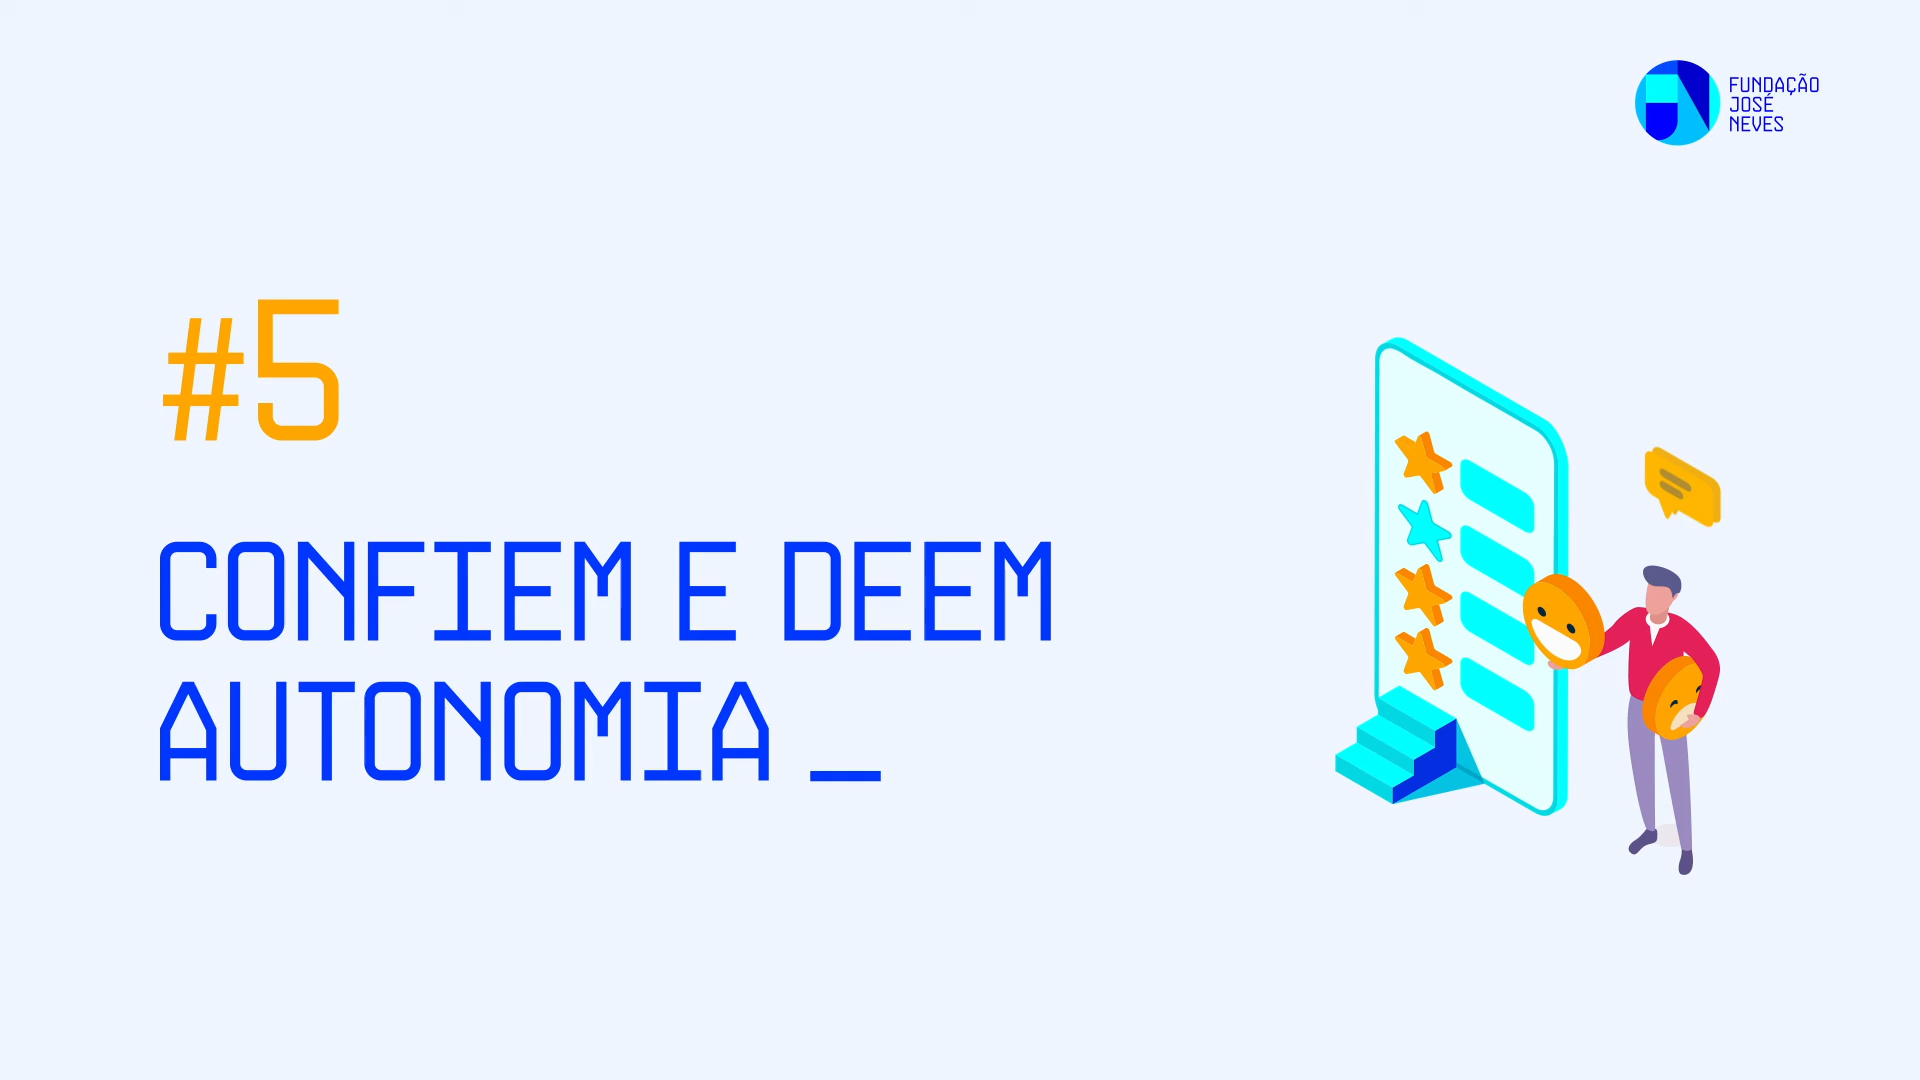 FUNDAÇÃO
JOSÉ
NEVES
#5
CONFIEM E DEEM
AUTONOMIA _